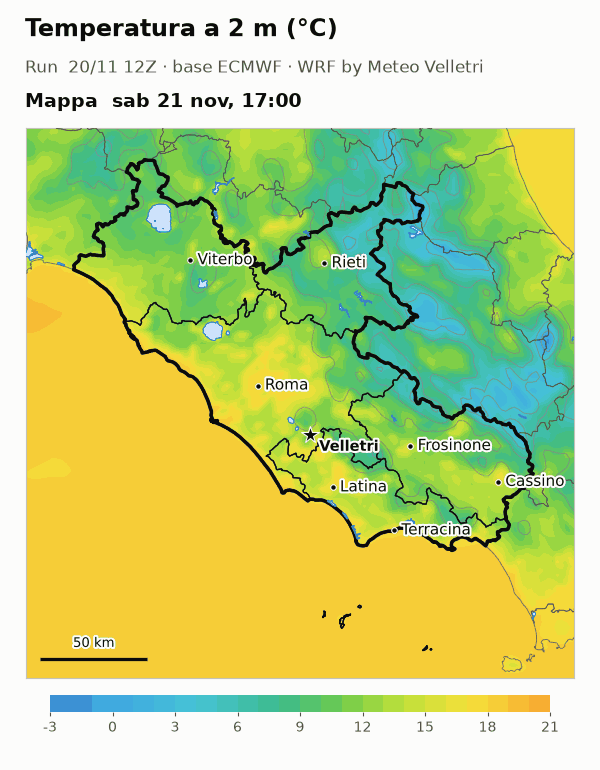 Temperatura a 2 m (°C)
Run  20/11 12Z · base ECMWF · WRF by Meteo Velletri
Mappa  sab 21 nov, 17:00
Viterbo
Rieti
Roma
Velletri
Frosinone
Cassino
Latina
Terracina
50 km
-3 0 3 6 9 12 15 18 21